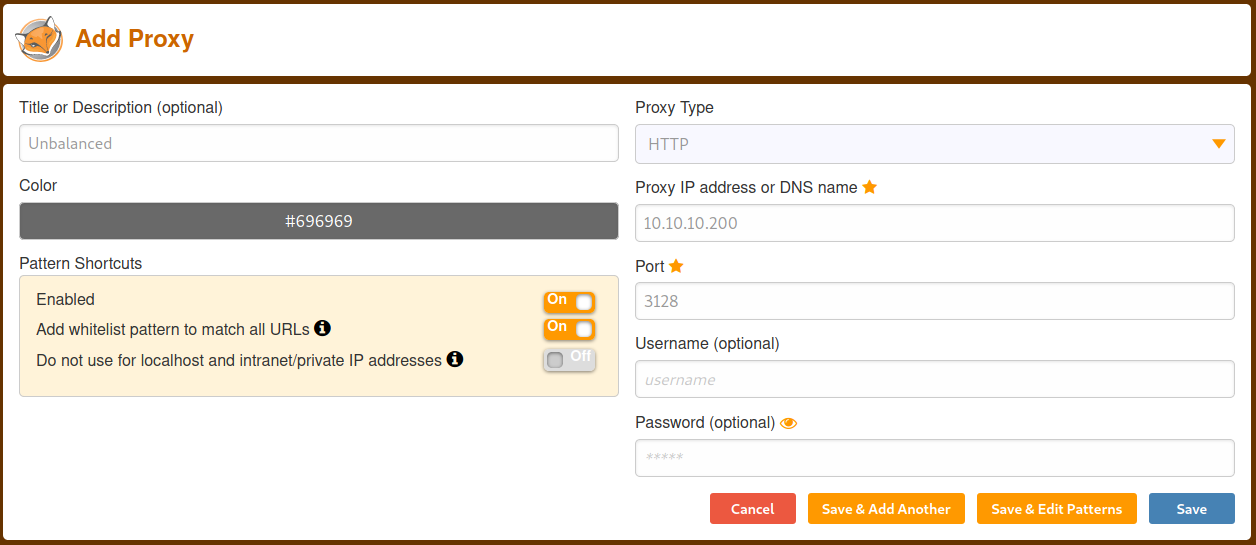 Add Proxy
Title or Description (optional)
Unbalanced
Color
#696969
Pattern Shortcuts
Enabled
On
Add whitelist pattern to match all URLs
On
Do not use for localhost and intranet/private IP addresses
Off
Proxy Type
HTTP
Proxy IP address or DNS name
10.10.10.200
Port
3128
Username (optional)
username
Password (optional)
*****
Cancel
Save & Add Another
Save & Edit Patterns
Save